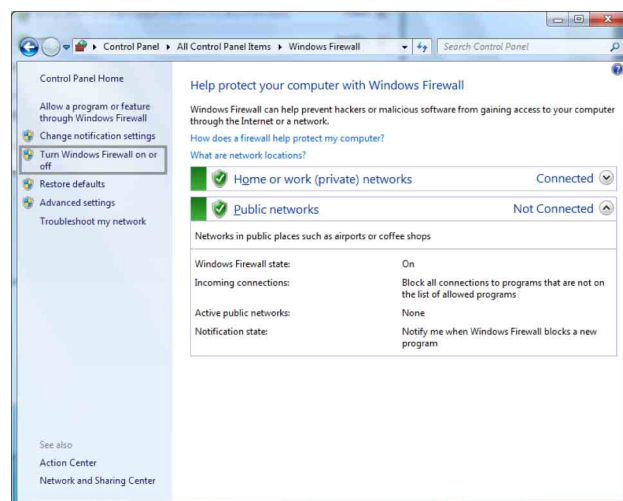 Control Panel ▸ All Control Panel Items ▸ Windows Firewall
Search Control Panel
Control Panel Home
Allow a program or feature
through Windows Firewall
Change notification settings
Turn Windows Firewall on or
off
Restore defaults
Advanced settings
Troubleshoot my network
See also
Action Center
Network and Sharing Center
Help protect your computer with Windows Firewall
Windows Firewall can help prevent hackers or malicious software from gaining access to your computer
through the Internet or a network.
How does a firewall help protect my computer?
What are network locations?
Home or work (private) networks Connected
Public networks Not Connected
Networks in public places such as airports or coffee shops
Windows Firewall state: On
Incoming connections: Block all connections to programs that are not on
the list of allowed programs
Active public networks: None
Notification state: Notify me when Windows Firewall blocks a new
program